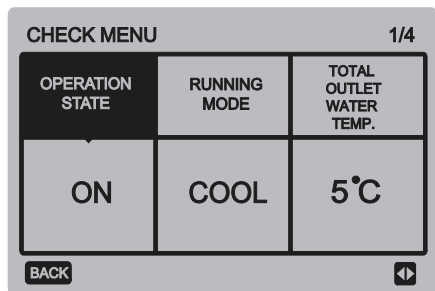 CHECK MENU 1/4
OPERATION
STATE
RUNNING
MODE
TOTAL
OUTLET
WATER
TEMP.
ON
COOL
5°C
BACK